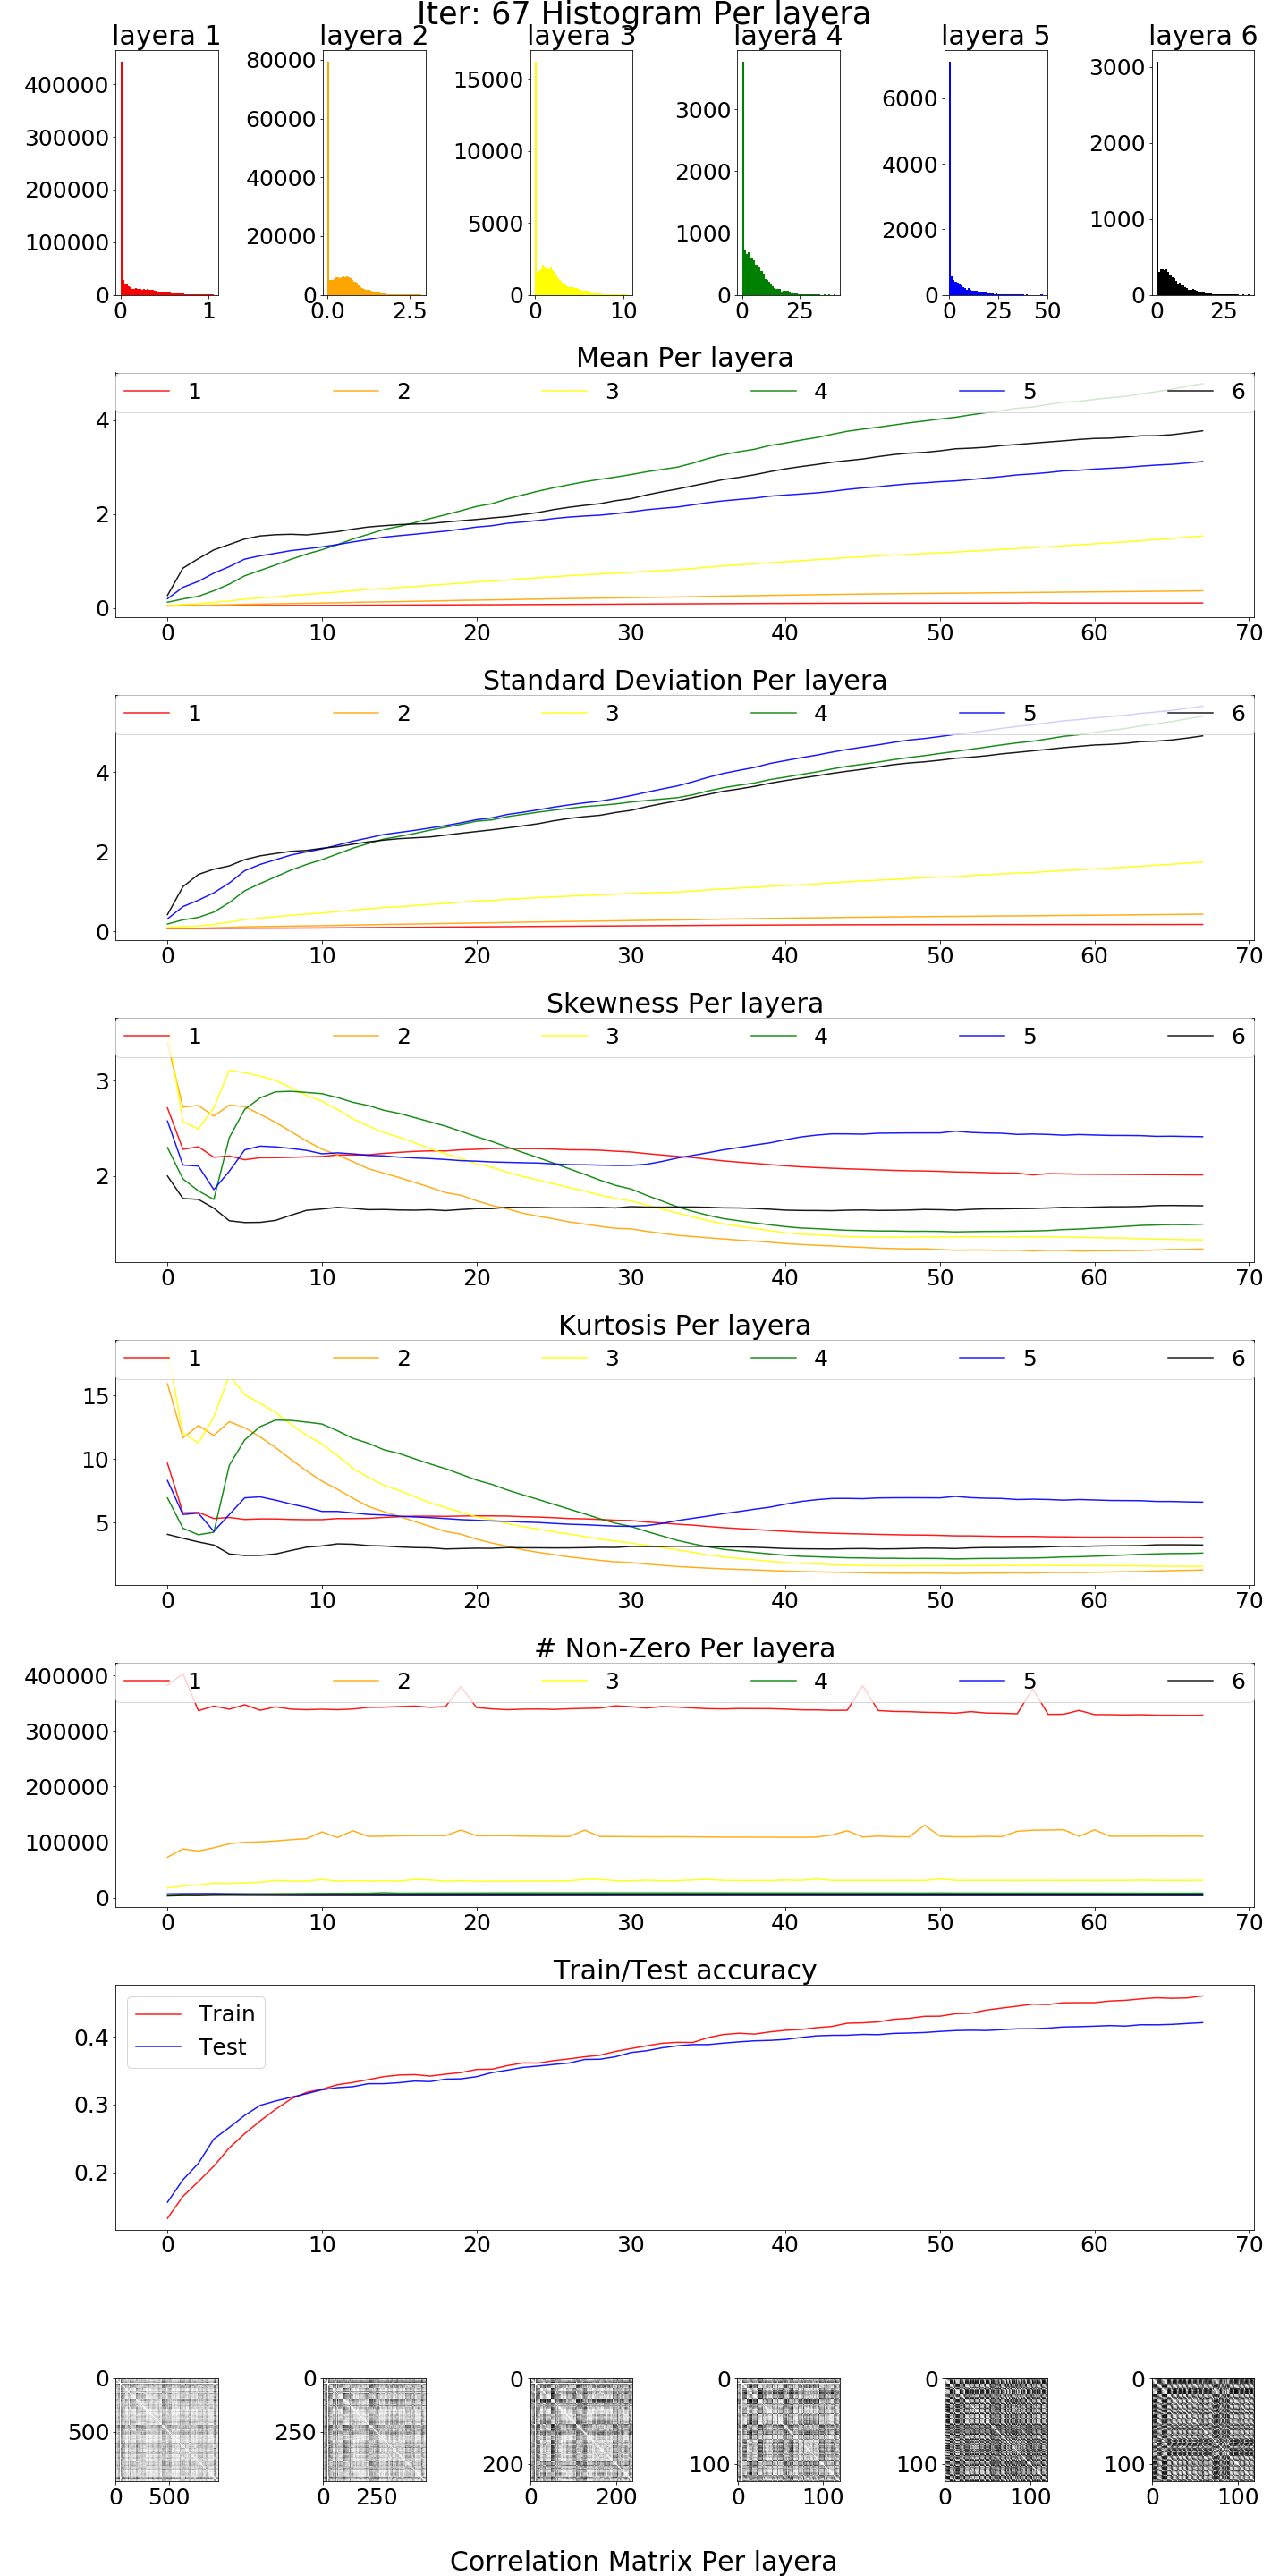 Iter: 67 Histogram Per layera
layera 1 layera 2 layera 3 layera 4 layera 5 layera 6
400000 300000 200000 100000 0
0 1
80000 60000 40000 20000 0
0.0 2.5
15000 10000 5000 0
0 10
3000 2000 1000 0
0 25
6000 4000 2000 0
0 25 50
3000 2000 1000 0
0 25
Mean Per layera
1 2 3 4 5 6
4
2
0
0 10 20 30 40 50 60 70
Standard Deviation Per layera
1 2 3 4 5 6
4
2
0
0 10 20 30 40 50 60 70
Skewness Per layera
1 2 3 4 5 6
3
2
0 10 20 30 40 50 60 70
Kurtosis Per layera
1 2 3 4 5 6
15
10
5
0 10 20 30 40 50 60 70
# Non-Zero Per layera
400000 1 2 3 4 5 6
300000
200000
100000
0
0 10 20 30 40 50 60 70
Train/Test accuracy
Train
Test
0.4
0.3
0.2
0 10 20 30 40 50 60 70
0 500
0 500
0 250
0 250
0 200
0 200
0 100
0 100
0 100
0 100
0 100
0 100
Correlation Matrix Per layera